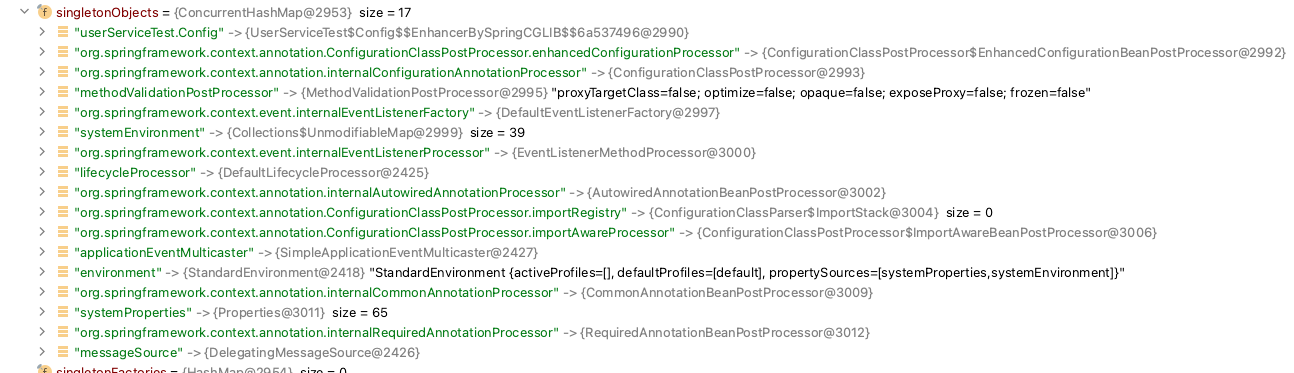 singletonObjects = {ConcurrentHashMap@2953} size = 17
"userServiceTest.Config" -> {UserServiceTest$Config$$EnhancerBySpringCGLIB$$6a537496@2990}
"org.springframework.context.annotation.ConfigurationClassPostProcessor.enhancedConfigurationProcessor" -> {ConfigurationClassPostProcessor$EnhancedConfigurationBeanPostProcessor@2992}
"org.springframework.context.annotation.internalConfigurationAnnotationProcessor" -> {ConfigurationClassPostProcessor@2993}
"methodValidationPostProcessor" -> {MethodValidationPostProcessor@2995} "proxyTargetClass=false; optimize=false; opaque=false; exposeProxy=false; frozen=false"
"org.springframework.context.event.internalEventListenerFactory" -> {DefaultEventListenerFactory@2997}
"systemEnvironment" -> {Collections$UnmodifiableMap@2999} size = 39
"org.springframework.context.event.internalEventListenerProcessor" -> {EventListenerMethodProcessor@3000}
"lifecycleProcessor" -> {DefaultLifecycleProcessor@2425}
"org.springframework.context.annotation.internalAutowiredAnnotationProcessor" -> {AutowiredAnnotationBeanPostProcessor@3002}
"org.springframework.context.annotation.ConfigurationClassPostProcessor.importRegistry" -> {ConfigurationClassParser$ImportStack@3004} size = 0
"org.springframework.context.annotation.ConfigurationClassPostProcessor.importAwareProcessor" -> {ConfigurationClassPostProcessor$ImportAwareBeanPostProcessor@3006}
"applicationEventMulticaster" -> {SimpleApplicationEventMulticaster@2427}
"environment" -> {StandardEnvironment@2418} "StandardEnvironment {activeProfiles=[], defaultProfiles=[default], propertySources=[systemProperties,systemEnvironment]}"
"org.springframework.context.annotation.internalCommonAnnotationProcessor" -> {CommonAnnotationBeanPostProcessor@3009}
"systemProperties" -> {Properties@3011} size = 65
"org.springframework.context.annotation.internalRequiredAnnotationProcessor" -> {RequiredAnnotationBeanPostProcessor@3012}
"messageSource" -> {DelegatingMessageSource@2426}
singletonFactories = {HashMap@2954} size = 0